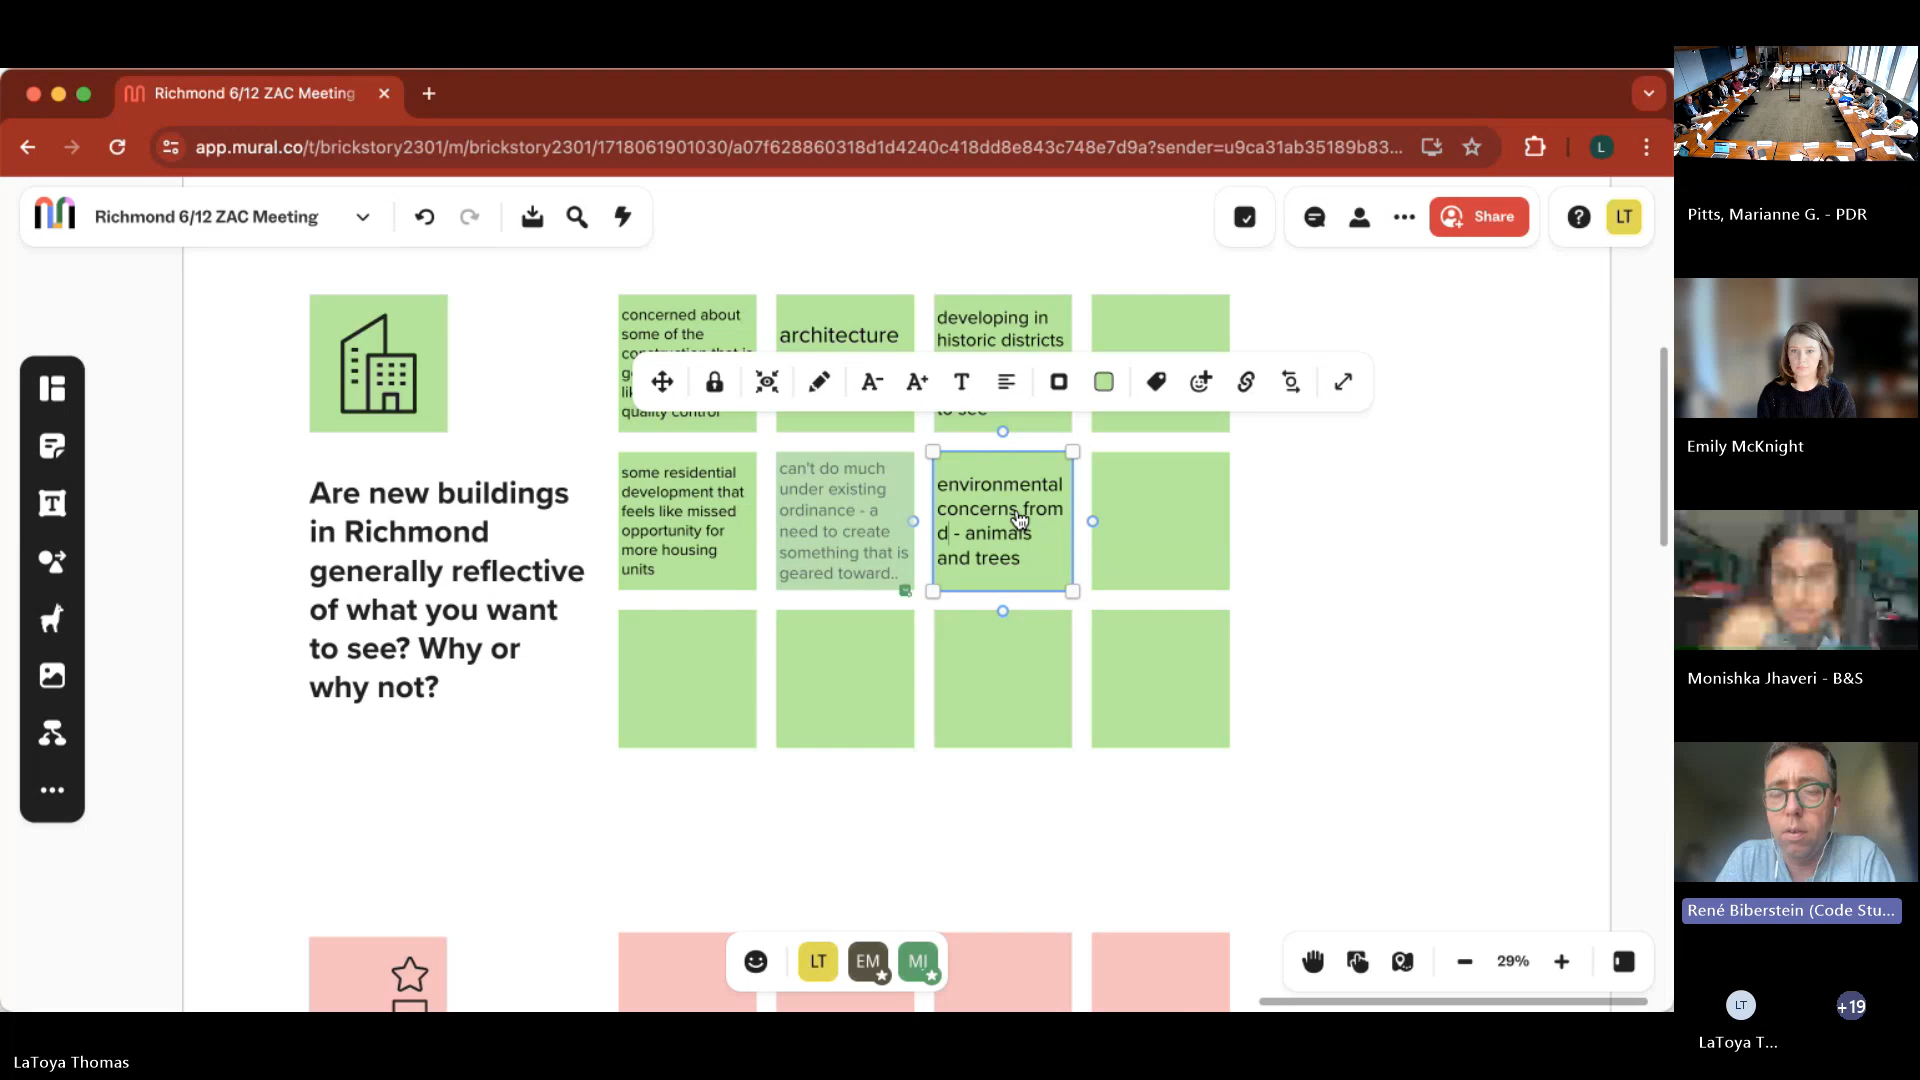 Richmond 6/12 ZAC Meeting
app.mural.co/t/brickstory2301/m/brickstory2301/1718061901030/a07f628860318d1d4240c418dd8e843c748e7d9a?sender=u9ca31ab35189b83...
L
Richmond 6/12 ZAC Meeting
Share
LT
Are new buildings
in Richmond
generally reflective
of what you want
to see? Why or
why not?
concerned about
some of the
quality control
architecture
developing in
historic districts
to see
some residential
development that
feels like missed
opportunity for
more housing
units
can't do much
under existing
ordinance - a
need to create
something that is
geared toward..
environmental
concerns from
d - animals
and trees
LT
EM
MJ
29%
Pitts, Marianne G. - PDR
Emily McKnight
Monishka Jhaveri - B&S
René Biberstein (Code Stu...
LT
+19
LaToya T...
LaToya Thomas